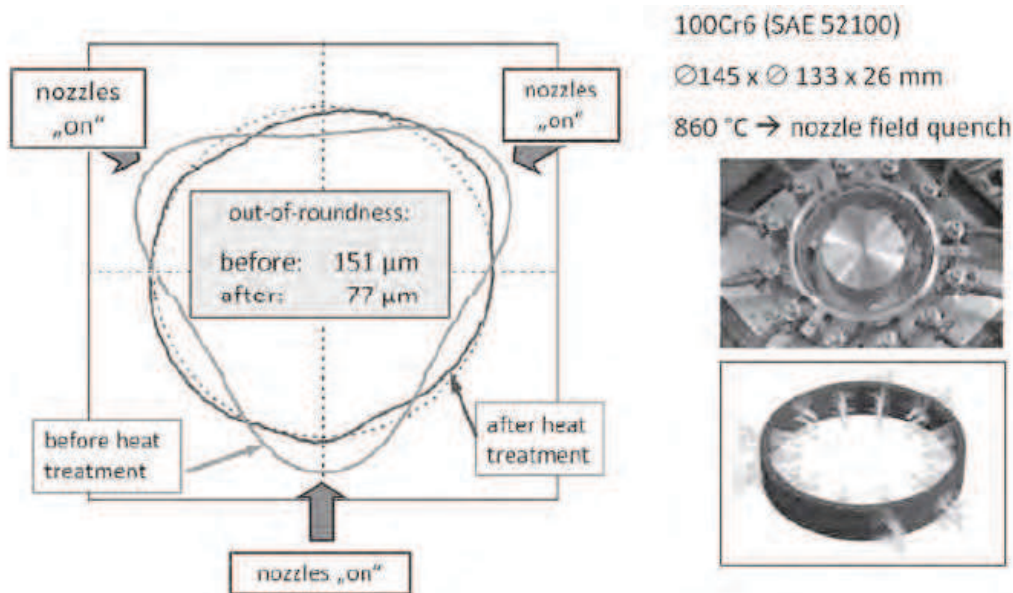 nozzles
„on“
nozzles
„on“
out-of-roundness:
before: 151 µm
after: 77 µm
before heat
treatment
after heat
treatment
nozzles „on“
100Cr6 (SAE 52100)
∅145 x ∅ 133 x 26 mm
860 °C → nozzle field quench